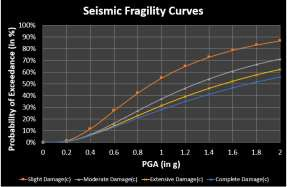 Seismic Fragility Curves
Probability of Exceedance (in %)
100%
90%
80%
70%
60%
50%
40%
30%
20%
10%
0%
0 0.2 0.4 0.6 0.8 1 1.2 1.4 1.6 1.8 2
PGA (in g)
Slight Damage(c) Moderate Damage(c) Extensive Damage(c) Complete Damage(c)